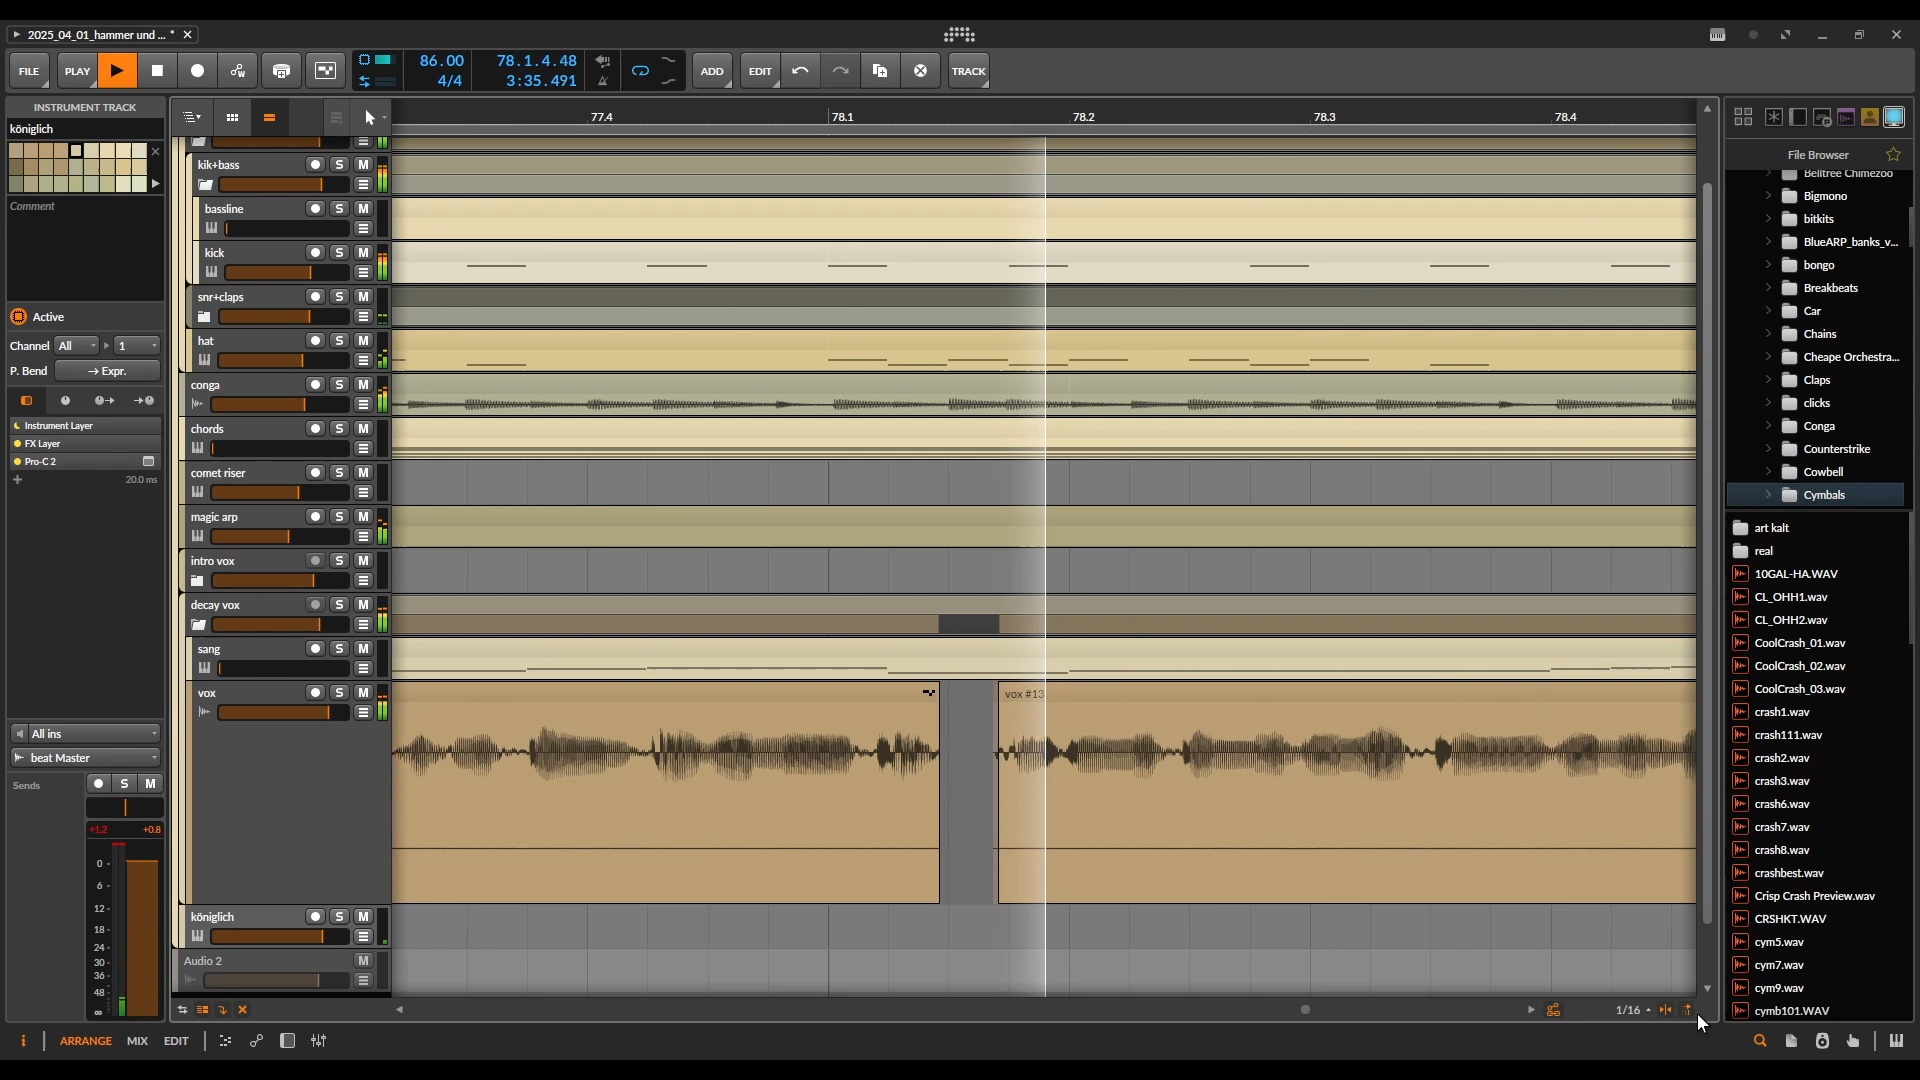 2025_04_01_hammer und ... *
FILE
PLAY
86.00
4/4
78.1.4.48
3:35.491
ADD
EDIT
TRACK
INSTRUMENT TRACK
königlich
Comment
Active
Channel All 1
P. Bend → Expr.
Instrument Layer
FX Layer
Pro-C 2
20.0 ms
All ins
beat Master
Sends
S M
+1.2 +0.8
0
6
12
18
24
30
36
48
∞
77.4 78.1 78.2 78.3 78.4
kik+bass S M
bassline S M
kick S M
snr+claps S M
hat S M
conga S M
chords S M
comet riser S M
magic arp S M
intro vox S M
decay vox S M
sang S M
vox S M
vox #13
königlich S M
Audio 2 M
1/16
File Browser
Belltree Chimezoo
Bigmono
bitkits
BlueARP_banks_v...
bongo
Breakbeats
Car
Chains
Cheape Orchestra...
Claps
clicks
Conga
Counterstrike
Cowbell
Cymbals
art kalt
real
10GAL-HA.WAV
CL_OHH1.wav
CL_OHH2.wav
CoolCrash_01.wav
CoolCrash_02.wav
CoolCrash_03.wav
crash1.wav
crash111.wav
crash2.wav
crash3.wav
crash6.wav
crash7.wav
crash8.wav
crashbest.wav
Crisp Crash Preview.wav
CRSHKT.WAV
cym5.wav
cym7.wav
cym9.wav
cymb101.WAV
i ARRANGE MIX EDIT